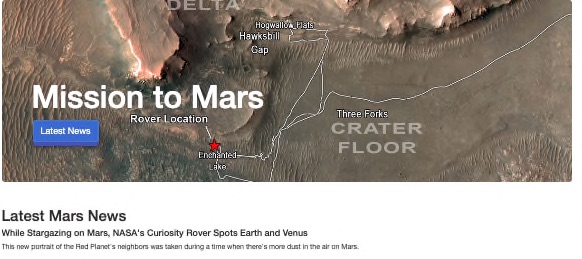 DELTA
Hogwallow Flats
Hawksbill
Gap
Mission to Mars
Rover Location
Three Forks
Latest News
CRATER
FLOOR
Enchanted
Lake
Latest Mars News
While Stargazing on Mars, NASA's Curiosity Rover Spots Earth and Venus
This new portrait of the Red Planet's neighbors was taken during a time when there's more dust in the air on Mars.